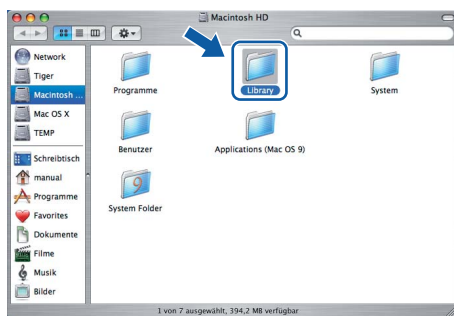 Macintosh HD
Network
Tiger
Macintosh ...
Mac OS X
TEMP
Schreibtisch
manual
Programme
Favorites
Dokumente
Filme
Musik
Bilder
Programme
Library
System
Benutzer
Applications (Mac OS 9)
9
System Folder
1 von 7 ausgewählt, 394,2 MB verfügbar